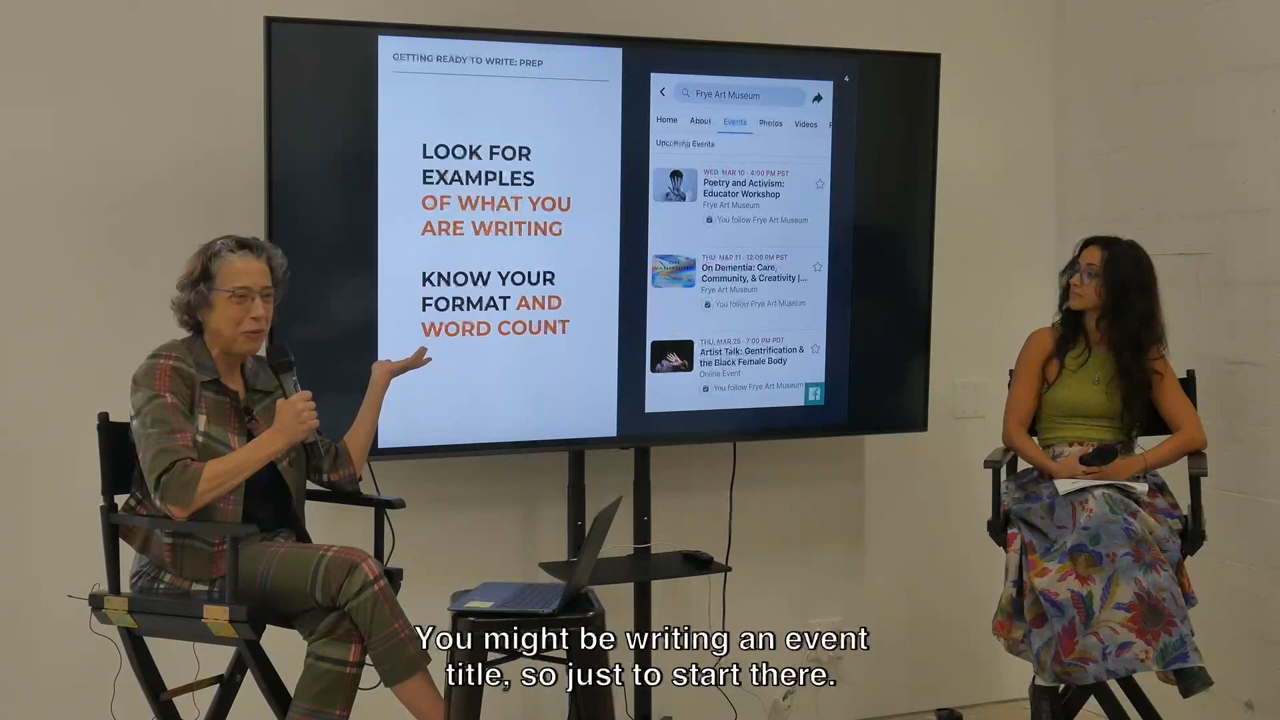 GETTING READY TO WRITE: PREP
LOOK FOR
EXAMPLES
OF WHAT YOU
ARE WRITING
KNOW YOUR
FORMAT AND
WORD COUNT
4
Frye Art Museum
Home About Events Photos Videos
Upcoming Events
WED, MAR 10 · 4:00 PM PST
Poetry and Activism:
Educator Workshop
Frye Art Museum
You follow Frye Art Museum
THU, MAR 11 · 12:00 PM PST
On Dementia: Care,
Community, & Creativity |...
Frye Art Museum
You follow Frye Art Museum
THU, MAR 25 · 7:00 PM PDT
Artist Talk: Gentrification &
the Black Female Body
Online Event
You follow Frye Art Museum
You might be writing an event
title, so just to start there.